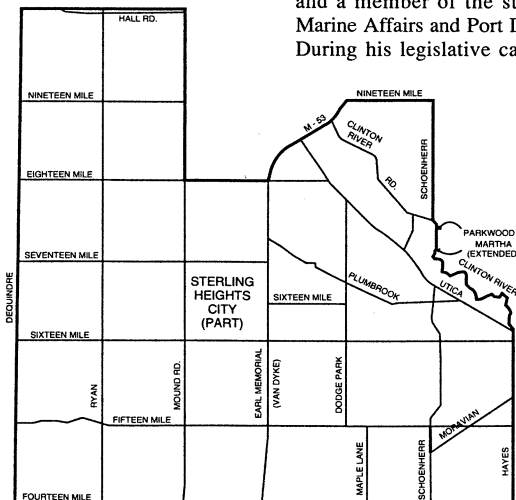 and a member of the st
Marine Affairs and Port D
During his legislative ca
HALL RD.
NINETEEN MILE
NINETEEN MILE
M - 53
CLINTON
RIVER
RD.
SCHOENHERR
EIGHTEEN MILE
PARKWOOD
MARTHA
(EXTENDED
CLINTON RIVER
SEVENTEEN MILE
DEQUINDRE
STERLING
HEIGHTS
CITY
(PART)
SIXTEEN MILE
PLUMBROOK
UTICA
SIXTEEN MILE
RYAN
MOUND RD.
EARL MEMORIAL
(VAN DYKE)
DODGE PARK
FIFTEEN MILE
MORAVIAN
MAPLE LANE
SCHOENHERR
HAYES
FOURTEEN MILE